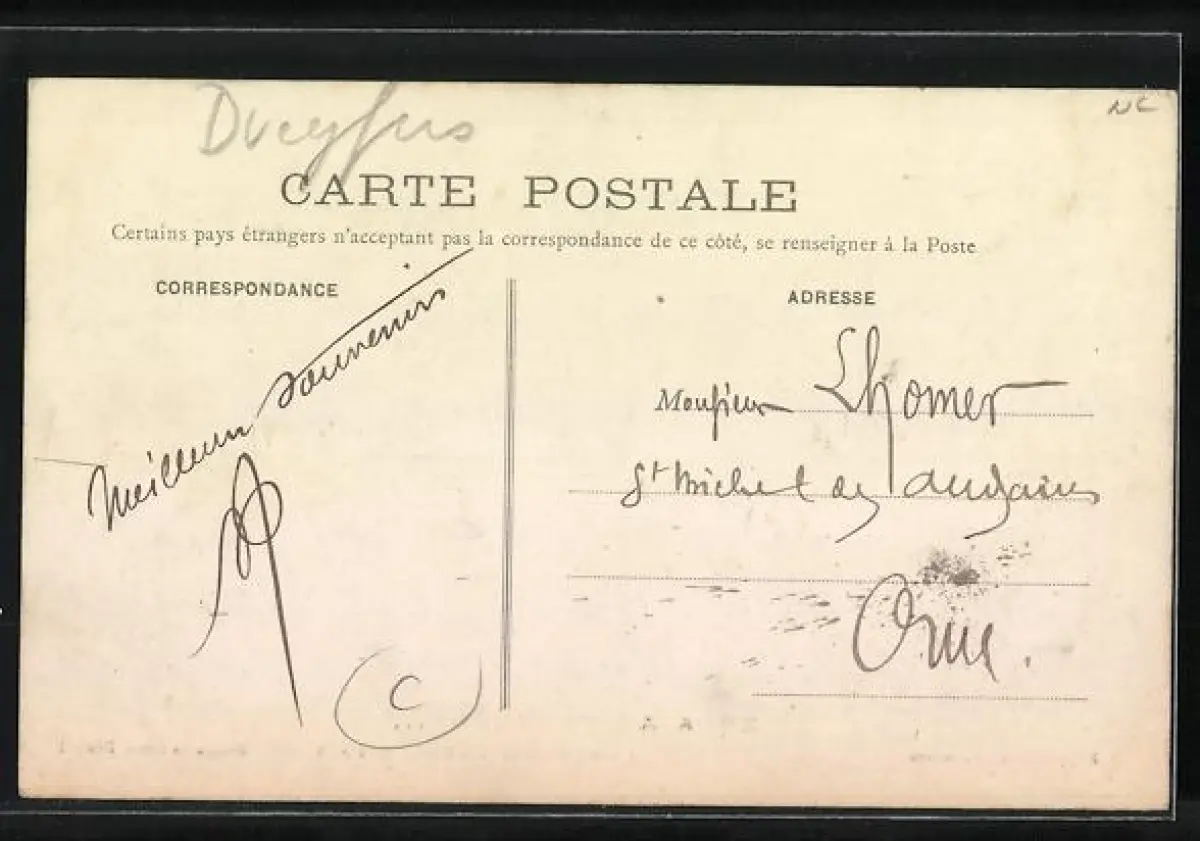 Dreyfus
NC
CARTE POSTALE
Certains pays étrangers n'acceptant pas la correspondance de ce côté, se renseigner à la Poste
CORRESPONDANCE
Meilleurs souvenirs
C
ADRESSE
Monsieur Lhomer
St Michel des Andaines
Orne.